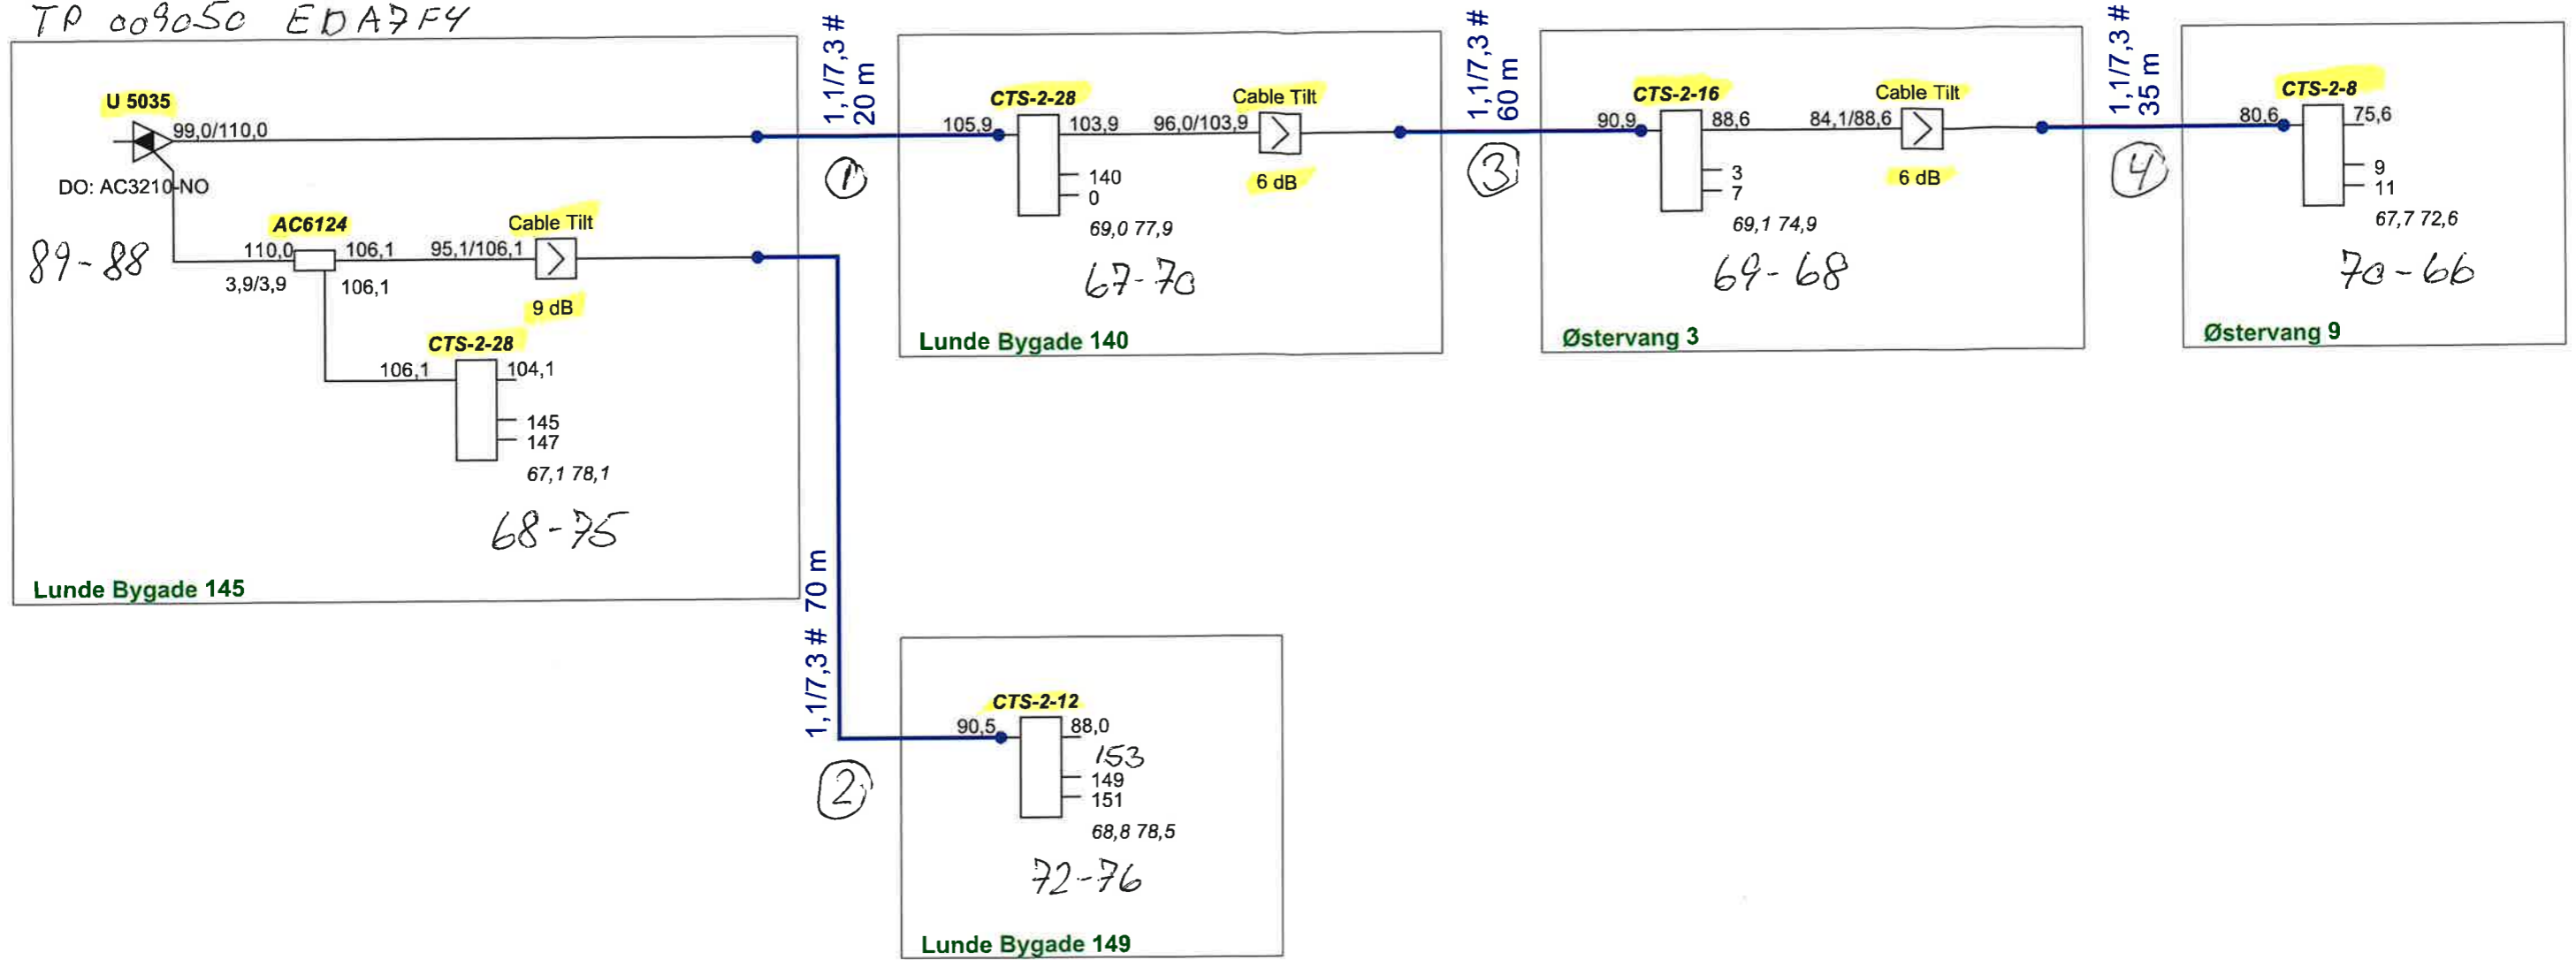 TP 009050 EDA7F4
U 5035
99,0/110,0
DO: AC3210-NO
89-88
AC6124
110,0
106,1
3,9/3,9
106,1
95,1/106,1
Cable Tilt
9 dB
CTS-2-28
106,1
104,1
145
147
67,1 78,1
68-75
Lunde Bygade 145
1,1/7,3 #
20 m
1
CTS-2-28
105,9
103,9
140
0
69,0 77,9
67-70
96,0/103,9
Cable Tilt
6 dB
Lunde Bygade 140
1,1/7,3 #
60 m
3
CTS-2-16
90,9
88,6
3
7
69,1 74,9
69-68
84,1/88,6
Cable Tilt
6 dB
Østervang 3
1,1/7,3 #
35 m
4
CTS-2-8
80,6
75,6
9
11
67,7 72,6
70-66
Østervang 9
1,1/7,3 # 70 m
2
CTS-2-12
90,5
88,0
153
149
151
68,8 78,5
72-76
Lunde Bygade 149